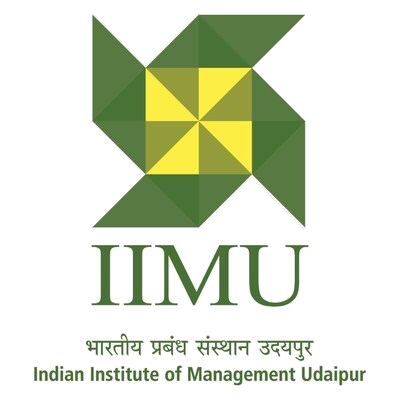 IIMU
भारतीय प्रबंध संस्थान उदयपुर
Indian Institute of Management Udaipur